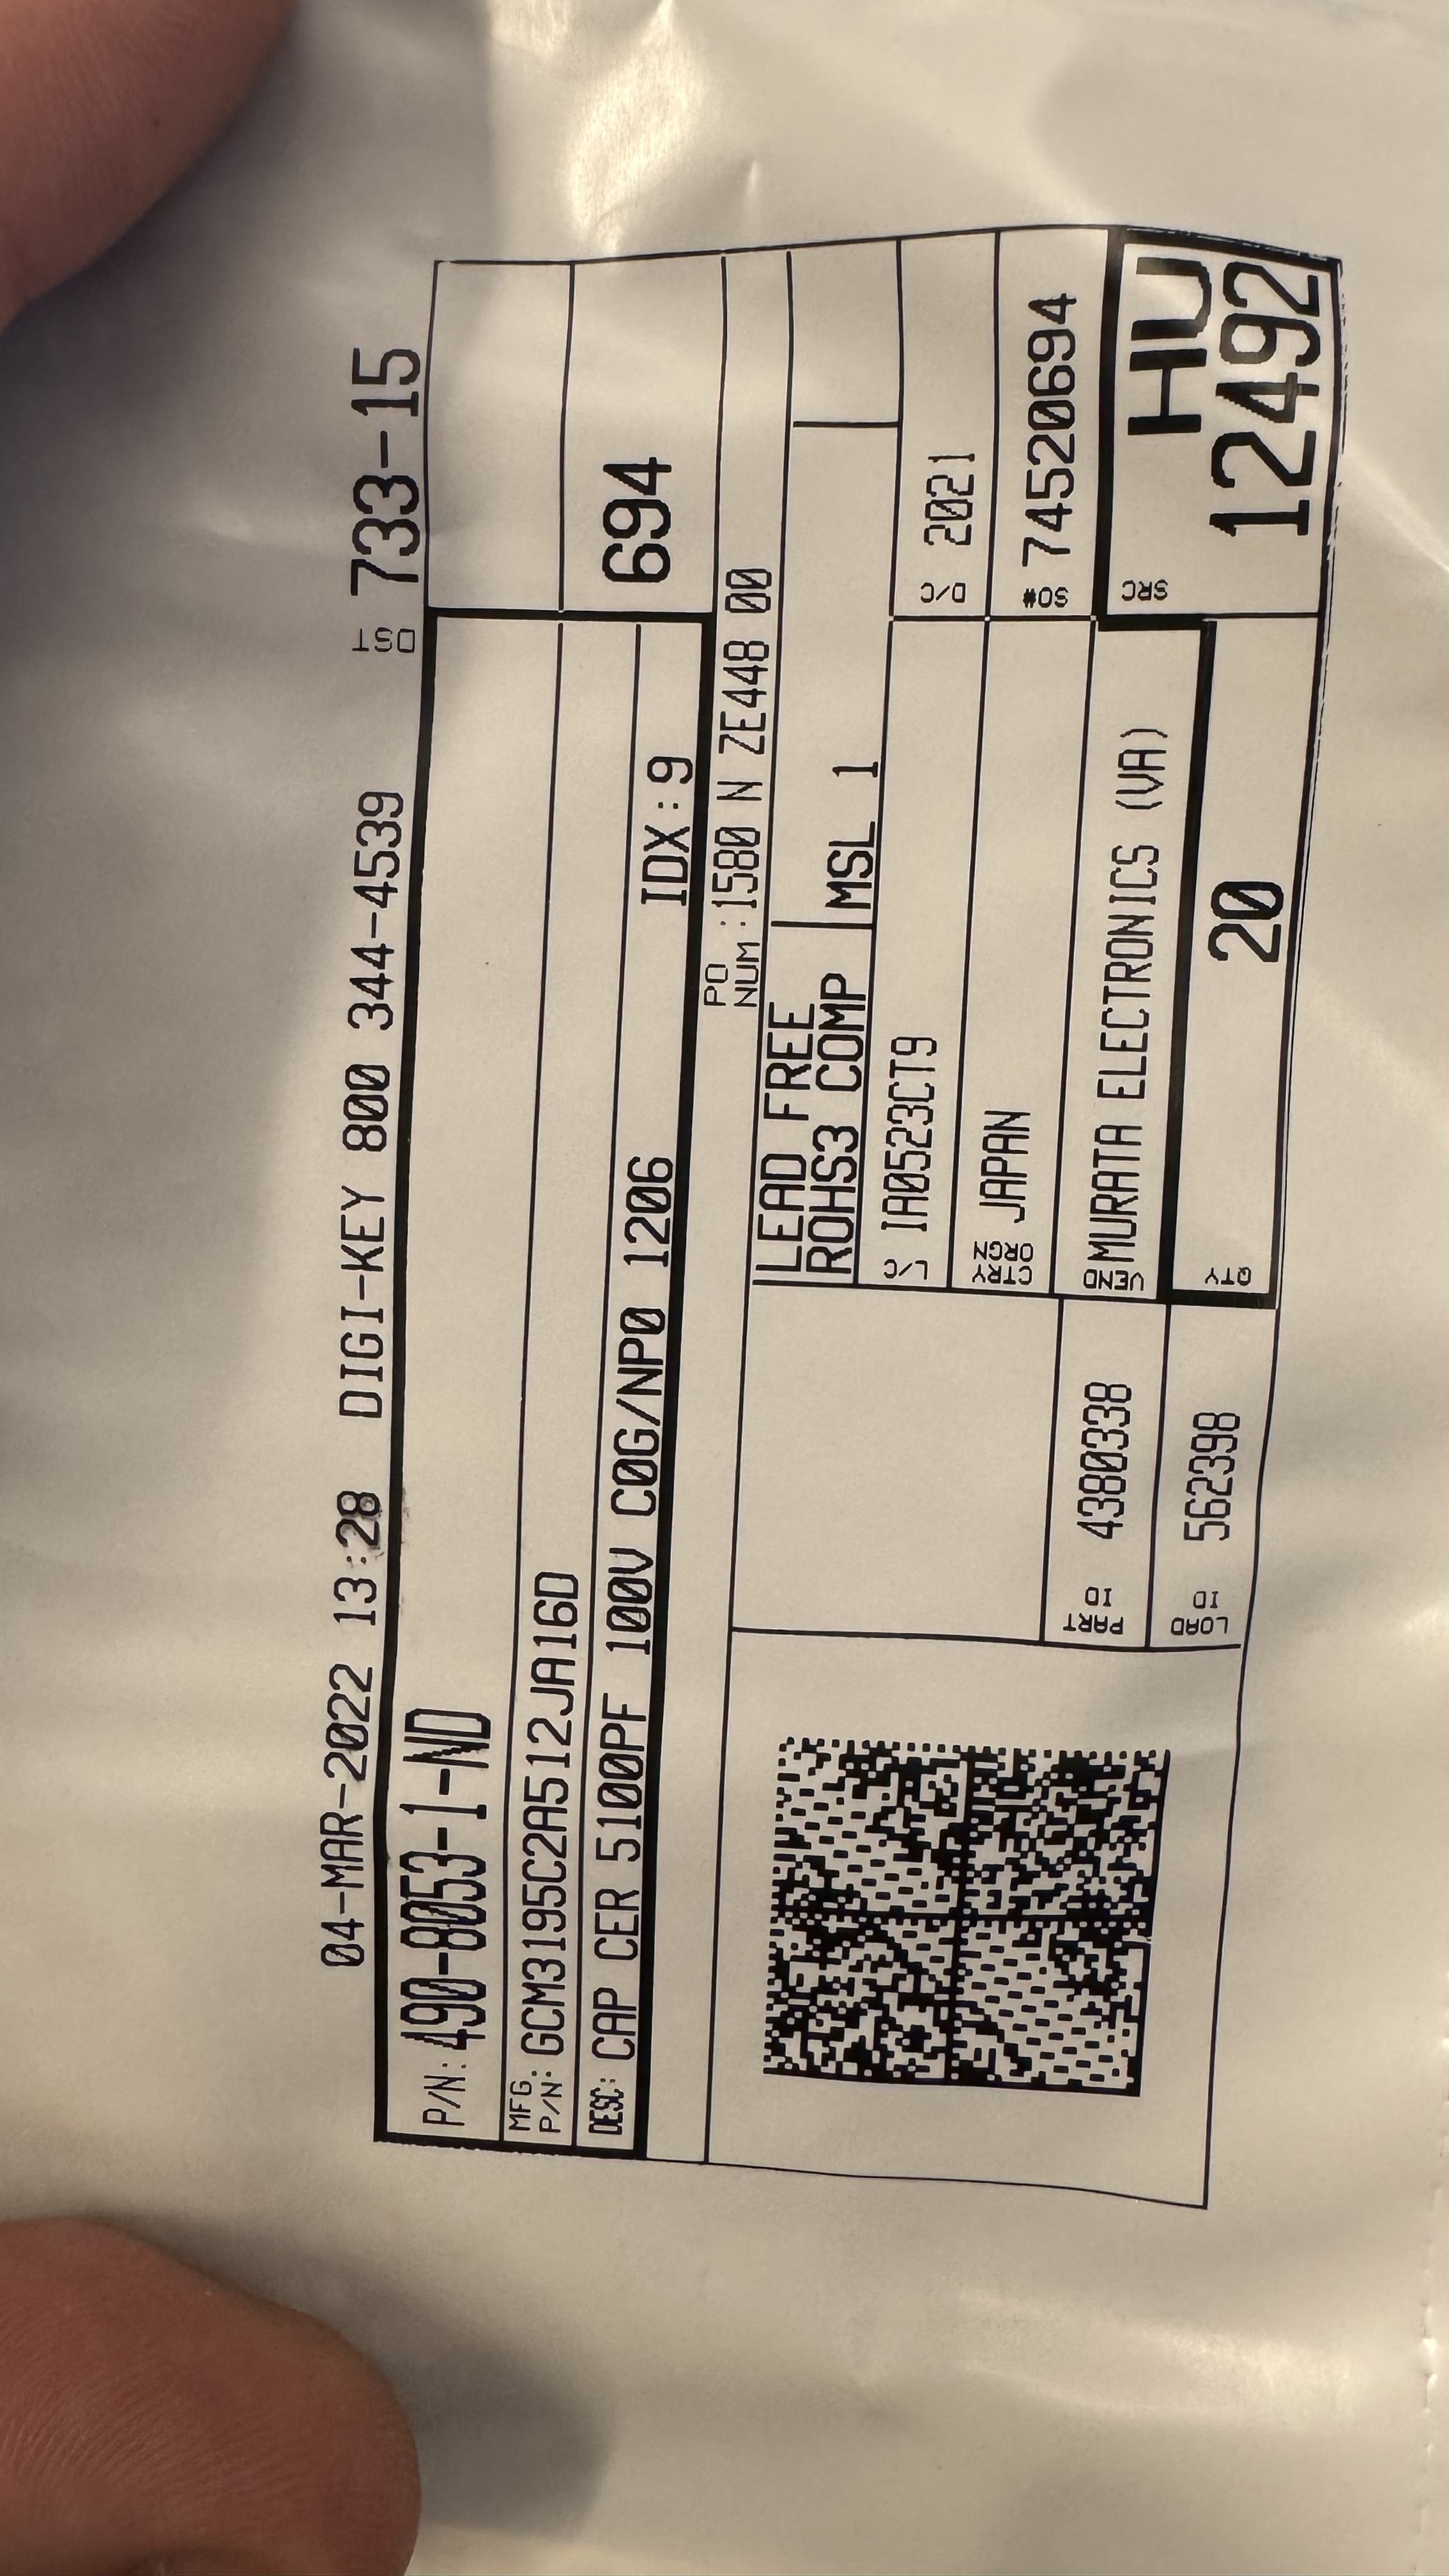 04-MAR-2022 13:28 DIGI-KEY 800 344-4539 DST 733-15
P/N: 490-8053-1-ND
MFG
P/N: GCM3195C2A512JA16D
DESC: CAP CER 5100PF 100V C0G/NP0 1206 IDX:9
694
PO
NUM :1580 N ZE448 00
LEAD FREE
ROHS3 COMP MSL 1
L/C IA0523CT9 D/C 2021
CTRY
ORGN JAPAN SO# 74520694
PART
ID 4380338
VEND MURATA ELECTRONICS (VA)
LOAD
ID 562398
QTY 20
SRC HU
12492